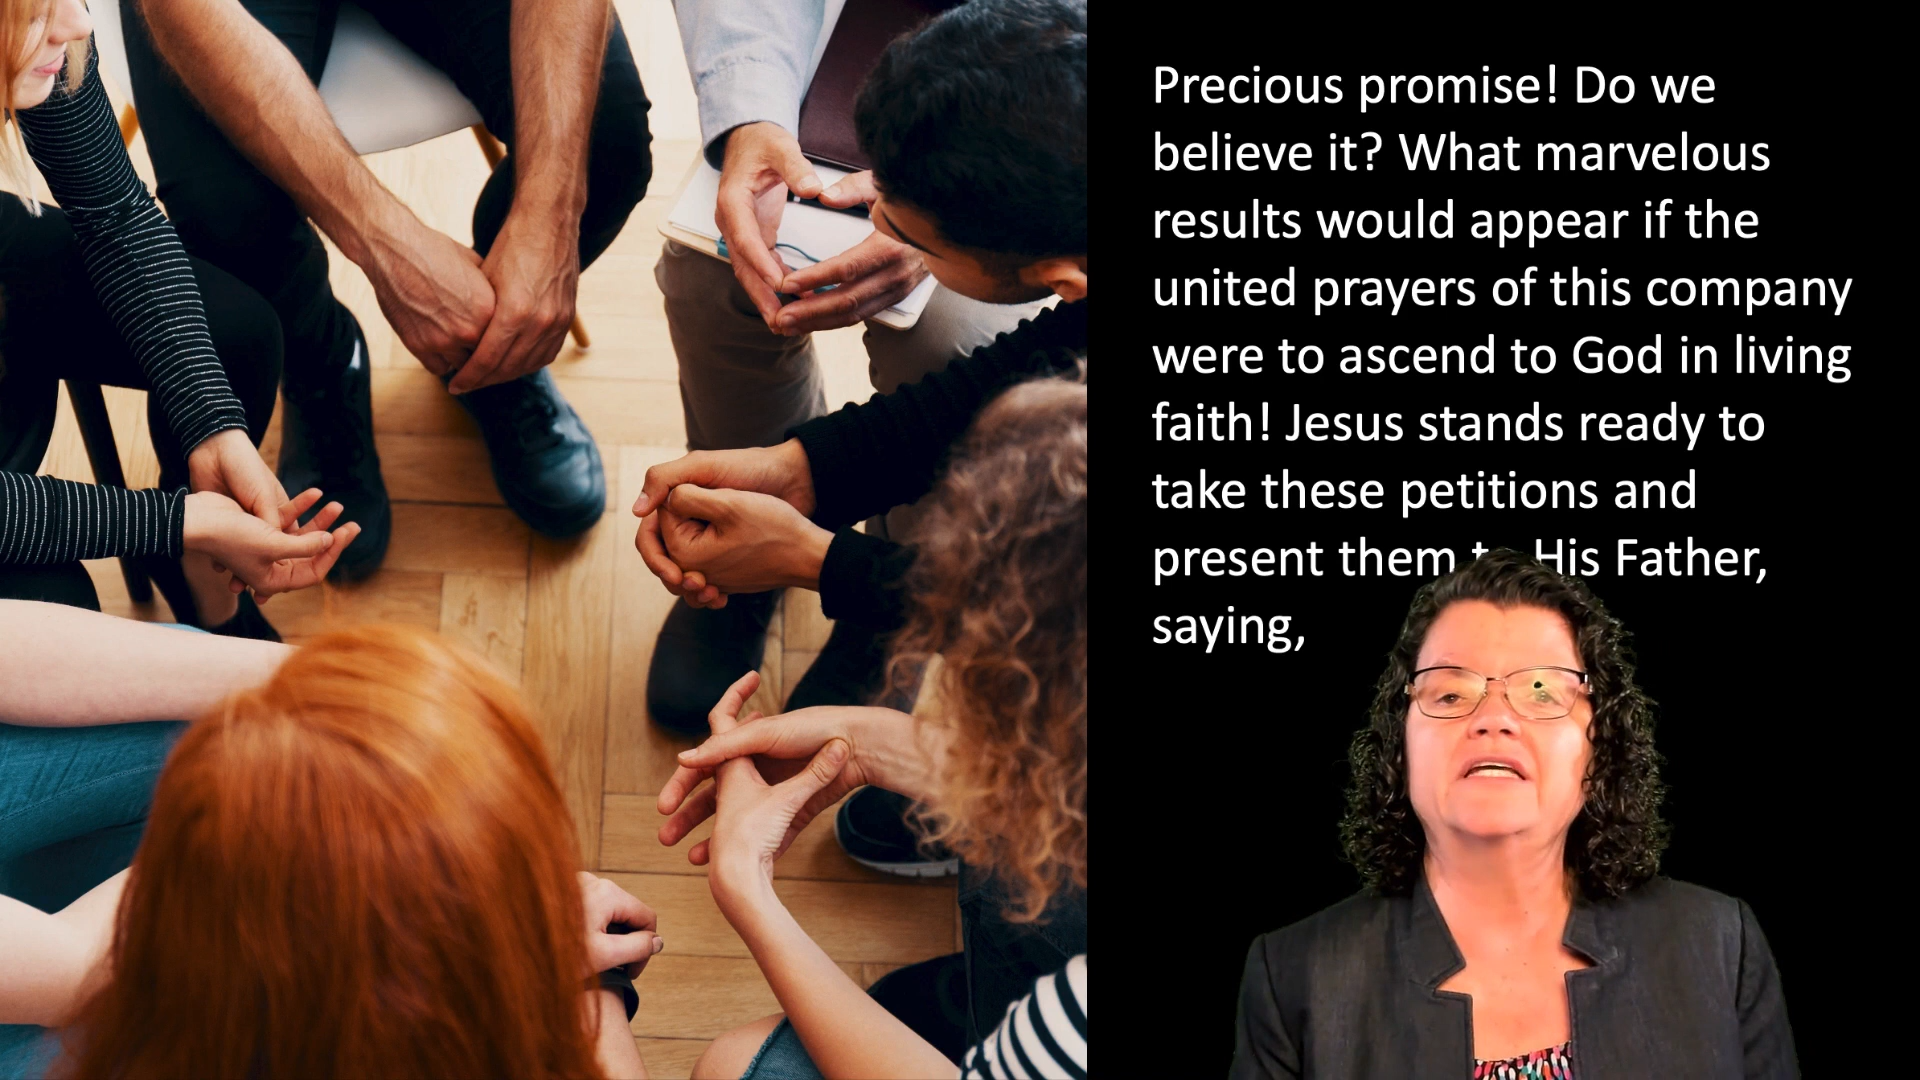 Precious promise! Do we
believe it? What marvelous
results would appear if the
united prayers of this company
were to ascend to God in living
faith! Jesus stands ready to
take these petitions and
present them His Father,
saying,